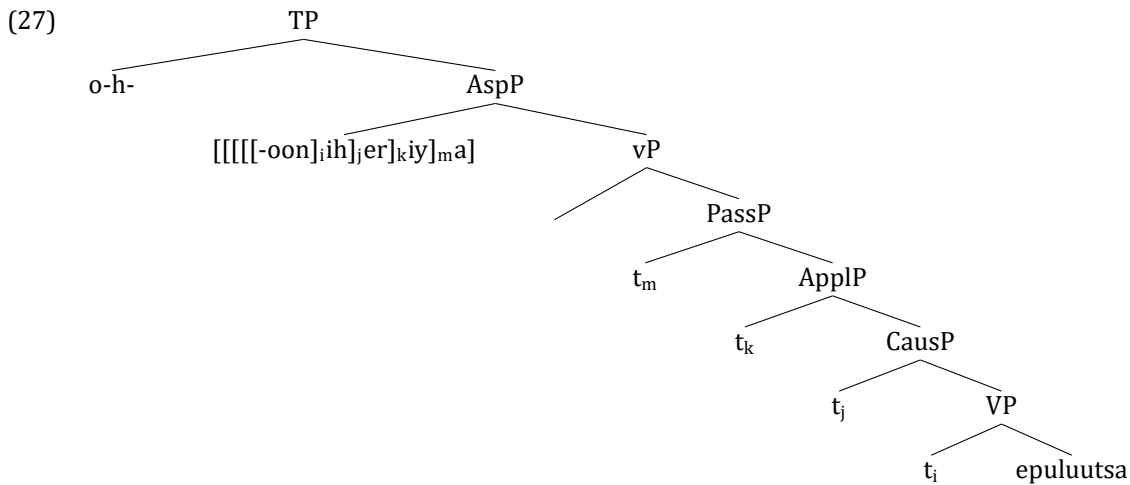 (27) TP
o-h- AspP
[[[[[-oon]ᵢih]ⱼer]ₖiy]ₘa] vP
PassP
tₘ ApplP
tₖ CausP
tⱼ VP
tᵢ epuluutsa